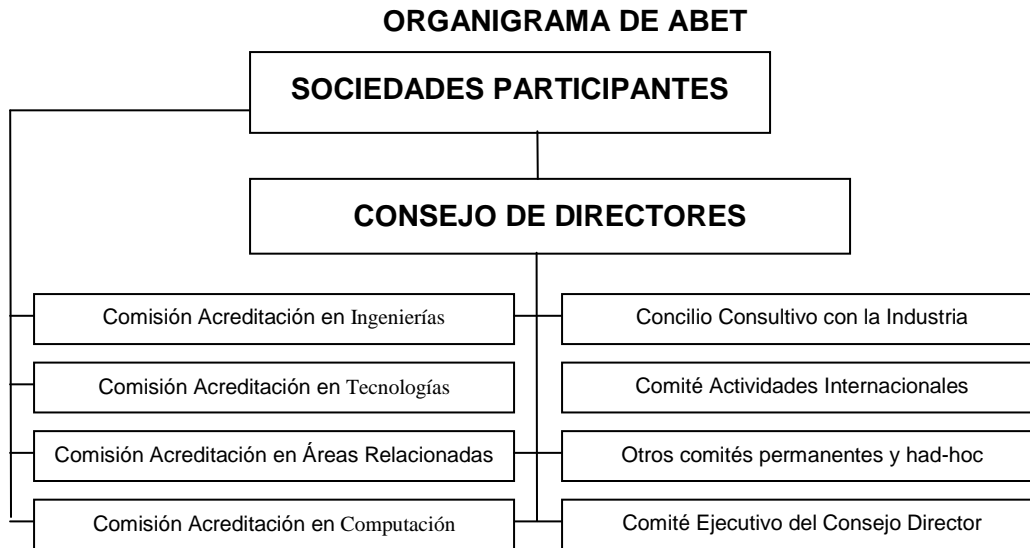 ORGANIGRAMA DE ABET
SOCIEDADES PARTICIPANTES
CONSEJO DE DIRECTORES
Comisión Acreditación en Ingenierías
Concilio Consultivo con la Industria
Comisión Acreditación en Tecnologías
Comité Actividades Internacionales
Comisión Acreditación en Áreas Relacionadas
Otros comités permanentes y had-hoc
Comisión Acreditación en Computación
Comité Ejecutivo del Consejo Director